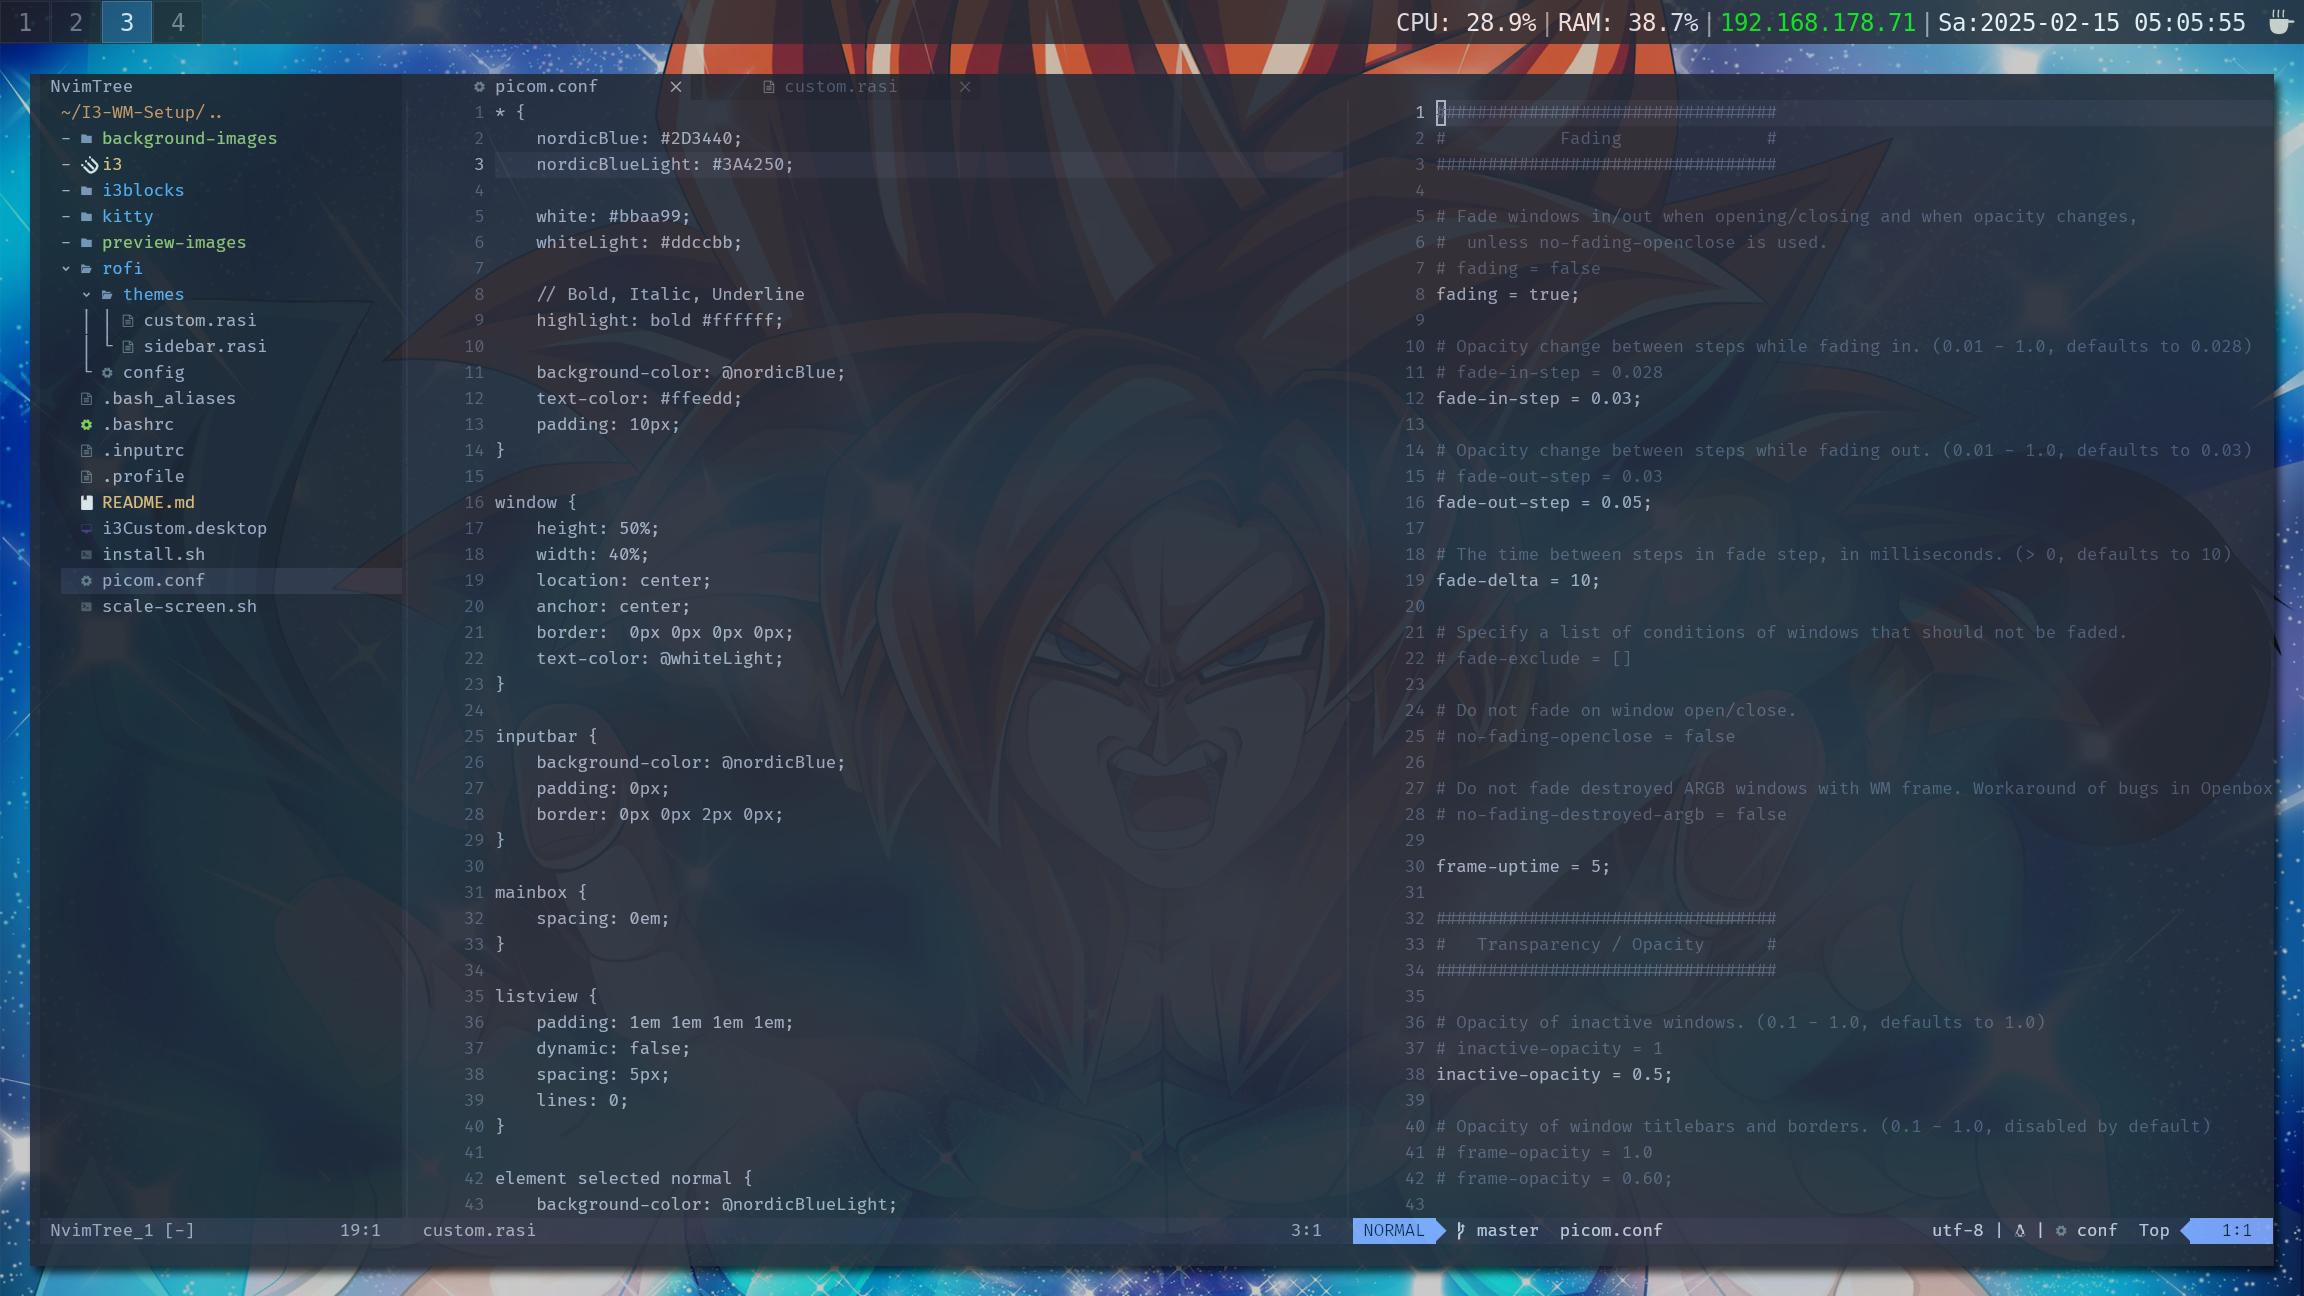 1 2 3 4 CPU: 28.9%|RAM: 38.7%|192.168.178.71|Sa:2025-02-15 05:05:55
NvimTree
~/I3-WM-Setup/..
- background-images
- i3
- i3blocks
- kitty
- preview-images
rofi
themes
custom.rasi
sidebar.rasi
config
.bash_aliases
.bashrc
.inputrc
.profile
README.md
i3Custom.desktop
install.sh
picom.conf
scale-screen.sh
NvimTree_1 [-] 19:1
picom.conf × custom.rasi ×
1 * {
2     nordicBlue: #2D3440;
3     nordicBlueLight: #3A4250;
4
5     white: #bbaa99;
6     whiteLight: #ddccbb;
7
8     // Bold, Italic, Underline
9     highlight: bold #ffffff;
10
11     background-color: @nordicBlue;
12     text-color: #ffeedd;
13     padding: 10px;
14 }
15
16 window {
17     height: 50%;
18     width: 40%;
19     location: center;
20     anchor: center;
21     border:  0px 0px 0px 0px;
22     text-color: @whiteLight;
23 }
24
25 inputbar {
26     background-color: @nordicBlue;
27     padding: 0px;
28     border: 0px 0px 2px 0px;
29 }
30
31 mainbox {
32     spacing: 0em;
33 }
34
35 listview {
36     padding: 1em 1em 1em 1em;
37     dynamic: false;
38     spacing: 5px;
39     lines: 0;
40 }
41
42 element selected normal {
43     background-color: @nordicBlueLight;
custom.rasi 3:1
1 #################################
2 #           Fading              #
3 #################################
4
5 # Fade windows in/out when opening/closing and when opacity changes,
6 #  unless no-fading-openclose is used.
7 # fading = false
8 fading = true;
9
10 # Opacity change between steps while fading in. (0.01 - 1.0, defaults to 0.028)
11 # fade-in-step = 0.028
12 fade-in-step = 0.03;
13
14 # Opacity change between steps while fading out. (0.01 - 1.0, defaults to 0.03)
15 # fade-out-step = 0.03
16 fade-out-step = 0.05;
17
18 # The time between steps in fade step, in milliseconds. (> 0, defaults to 10)
19 fade-delta = 10;
20
21 # Specify a list of conditions of windows that should not be faded.
22 # fade-exclude = []
23
24 # Do not fade on window open/close.
25 # no-fading-openclose = false
26
27 # Do not fade destroyed ARGB windows with WM frame. Workaround of bugs in Openbox
28 # no-fading-destroyed-argb = false
29
30 frame-uptime = 5;
31
32 #################################
33 #   Transparency / Opacity      #
34 #################################
35
36 # Opacity of inactive windows. (0.1 - 1.0, defaults to 1.0)
37 # inactive-opacity = 1
38 inactive-opacity = 0.5;
39
40 # Opacity of window titlebars and borders. (0.1 - 1.0, disabled by default)
41 # frame-opacity = 1.0
42 # frame-opacity = 0.60;
43
NORMAL master picom.conf utf-8 | | conf Top 1:1